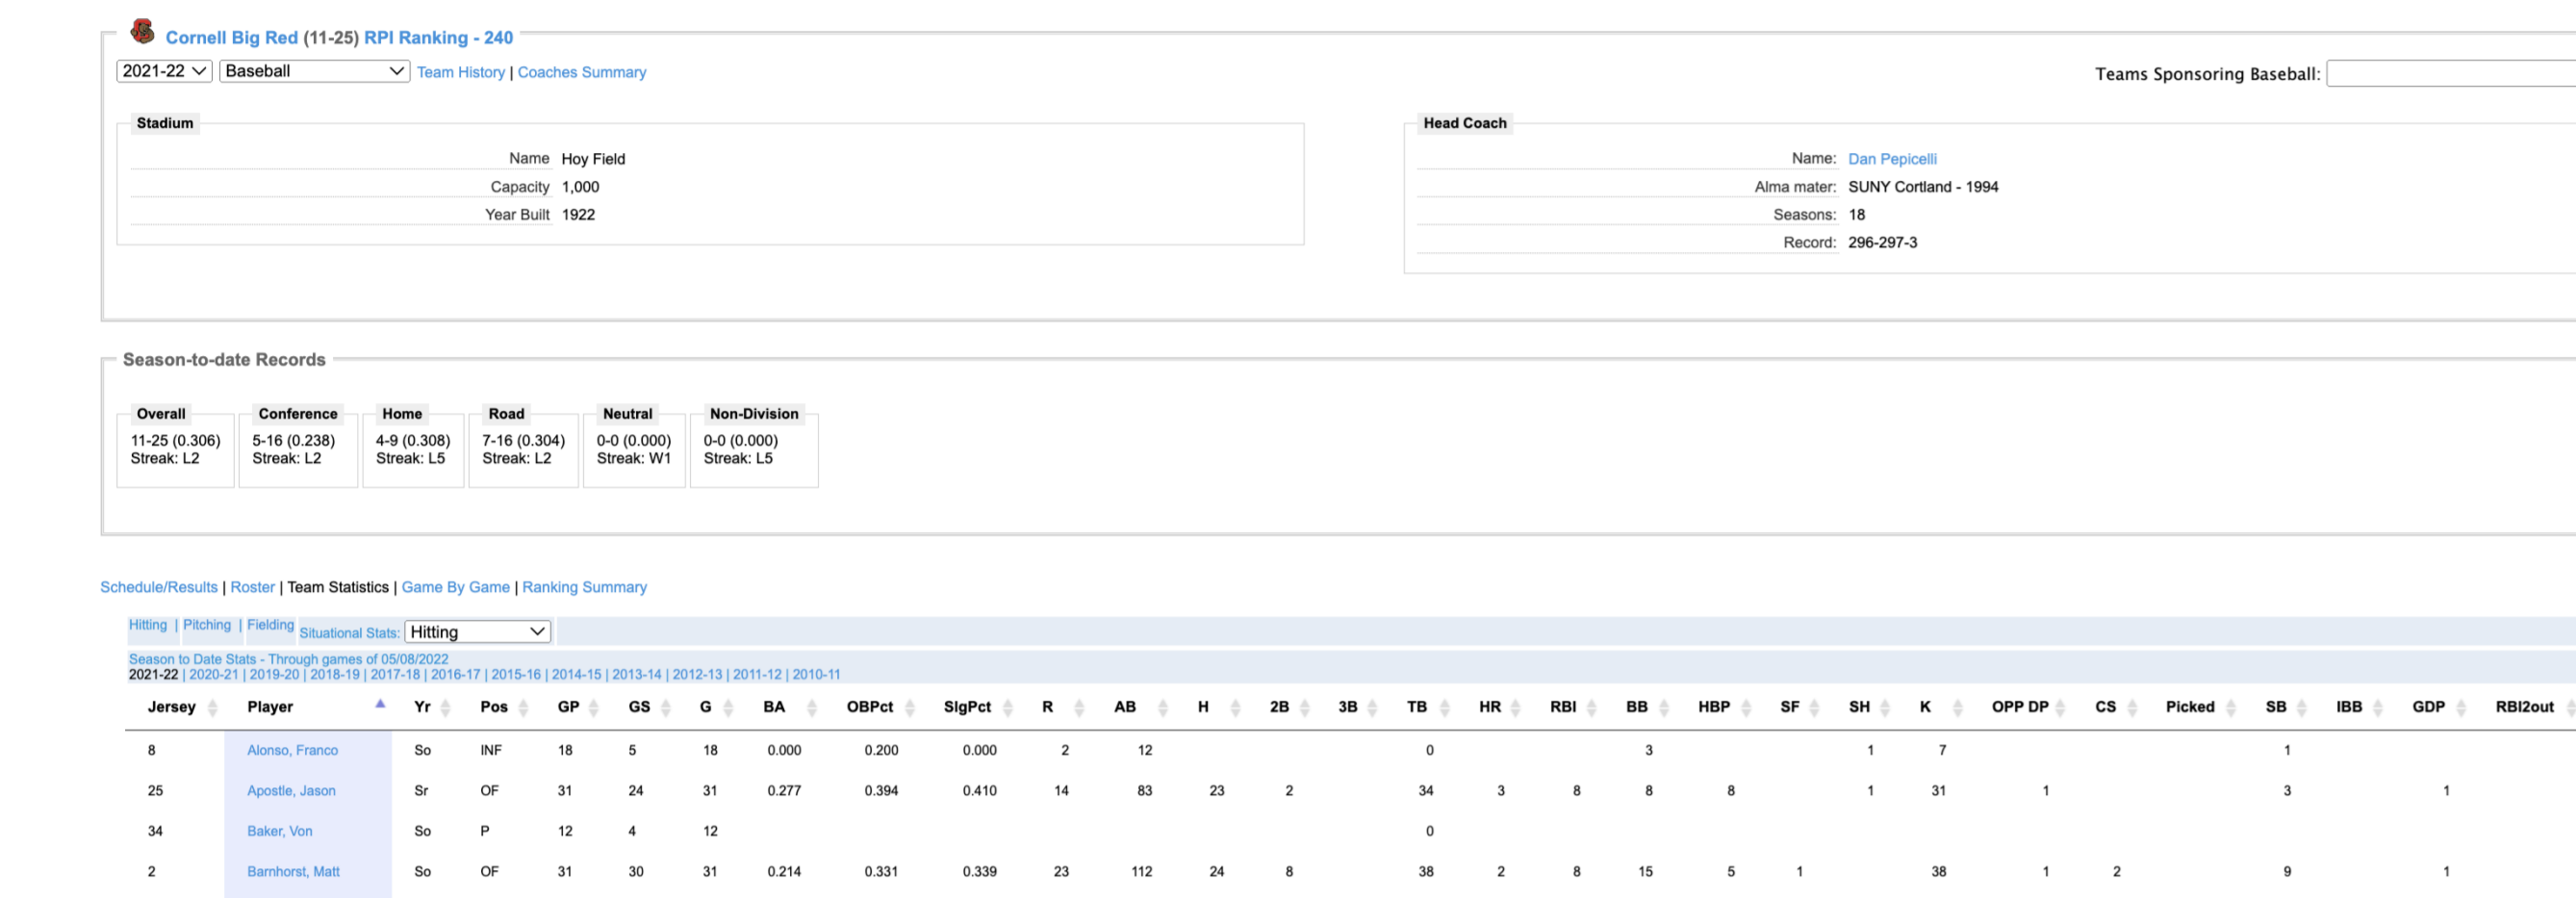 Cornell Big Red (11-25) RPI Ranking - 240
2021-22 Baseball Team History | Coaches Summary
Teams Sponsoring Baseball:
Stadium
Name Hoy Field
Capacity 1,000
Year Built 1922
Head Coach
Name: Dan Pepicelli
Alma mater: SUNY Cortland - 1994
Seasons: 18
Record: 296-297-3
Season-to-date Records
Overall Conference Home Road Neutral Non-Division
11-25 (0.306) 5-16 (0.238) 4-9 (0.308) 7-16 (0.304) 0-0 (0.000) 0-0 (0.000)
Streak: L2 Streak: L2 Streak: L5 Streak: L2 Streak: W1 Streak: L5
Schedule/Results | Roster | Team Statistics | Game By Game | Ranking Summary
Hitting | Pitching | Fielding Situational Stats: Hitting
Season to Date Stats - Through games of 05/08/2022
2021-22 | 2020-21 | 2019-20 | 2018-19 | 2017-18 | 2016-17 | 2015-16 | 2014-15 | 2013-14 | 2012-13 | 2011-12 | 2010-11
Jersey Player Yr Pos GP GS G BA OBPct SlgPct R AB H 2B 3B TB HR RBI BB HBP SF SH K OPP DP CS Picked SB IBB GDP RBI2out
8 Alonso, Franco So INF 18 5 18 0.000 0.200 0.000 2 12 0 3 1 7 1
25 Apostle, Jason Sr OF 31 24 31 0.277 0.394 0.410 14 83 23 2 34 3 8 8 8 1 31 1 3 1
34 Baker, Von So P 12 4 12 0
2 Barnhorst, Matt So OF 31 30 31 0.214 0.331 0.339 23 112 24 8 38 2 8 15 5 1 38 1 2 9 1